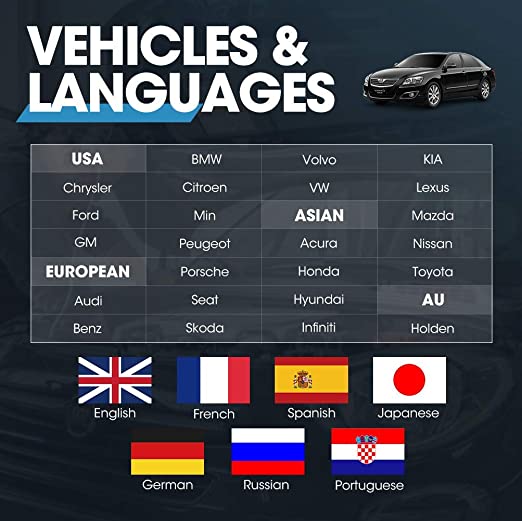 VEHICLES &
LANGUAGES
USA BMW Volvo KIA
Chrysler Citroen VW Lexus
Ford Min ASIAN Mazda
GM Peugeot Acura Nissan
EUROPEAN Porsche Honda Toyota
Audi Seat Hyundai AU
Benz Skoda Infiniti Holden
English French Spanish Japanese
German Russian Portuguese